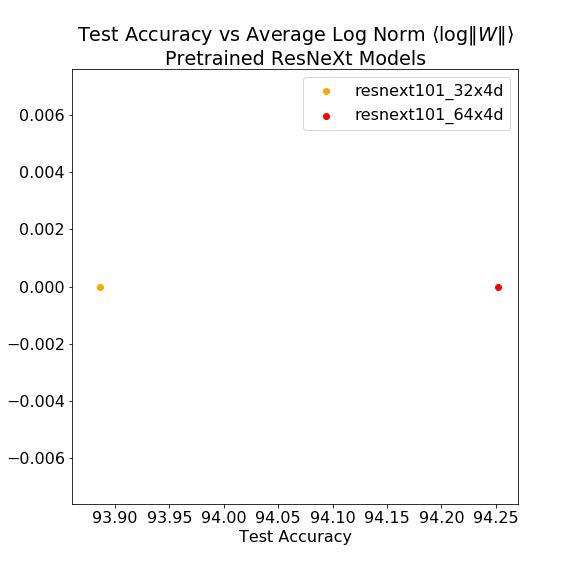 Test Accuracy vs Average Log Norm ⟨log‖W‖⟩
Pretrained ResNeXt Models
resnext101_32x4d
resnext101_64x4d
0.006
0.004
0.002
0.000
−0.002
−0.004
−0.006
93.90 93.95 94.00 94.05 94.10 94.15 94.20 94.25
Test Accuracy